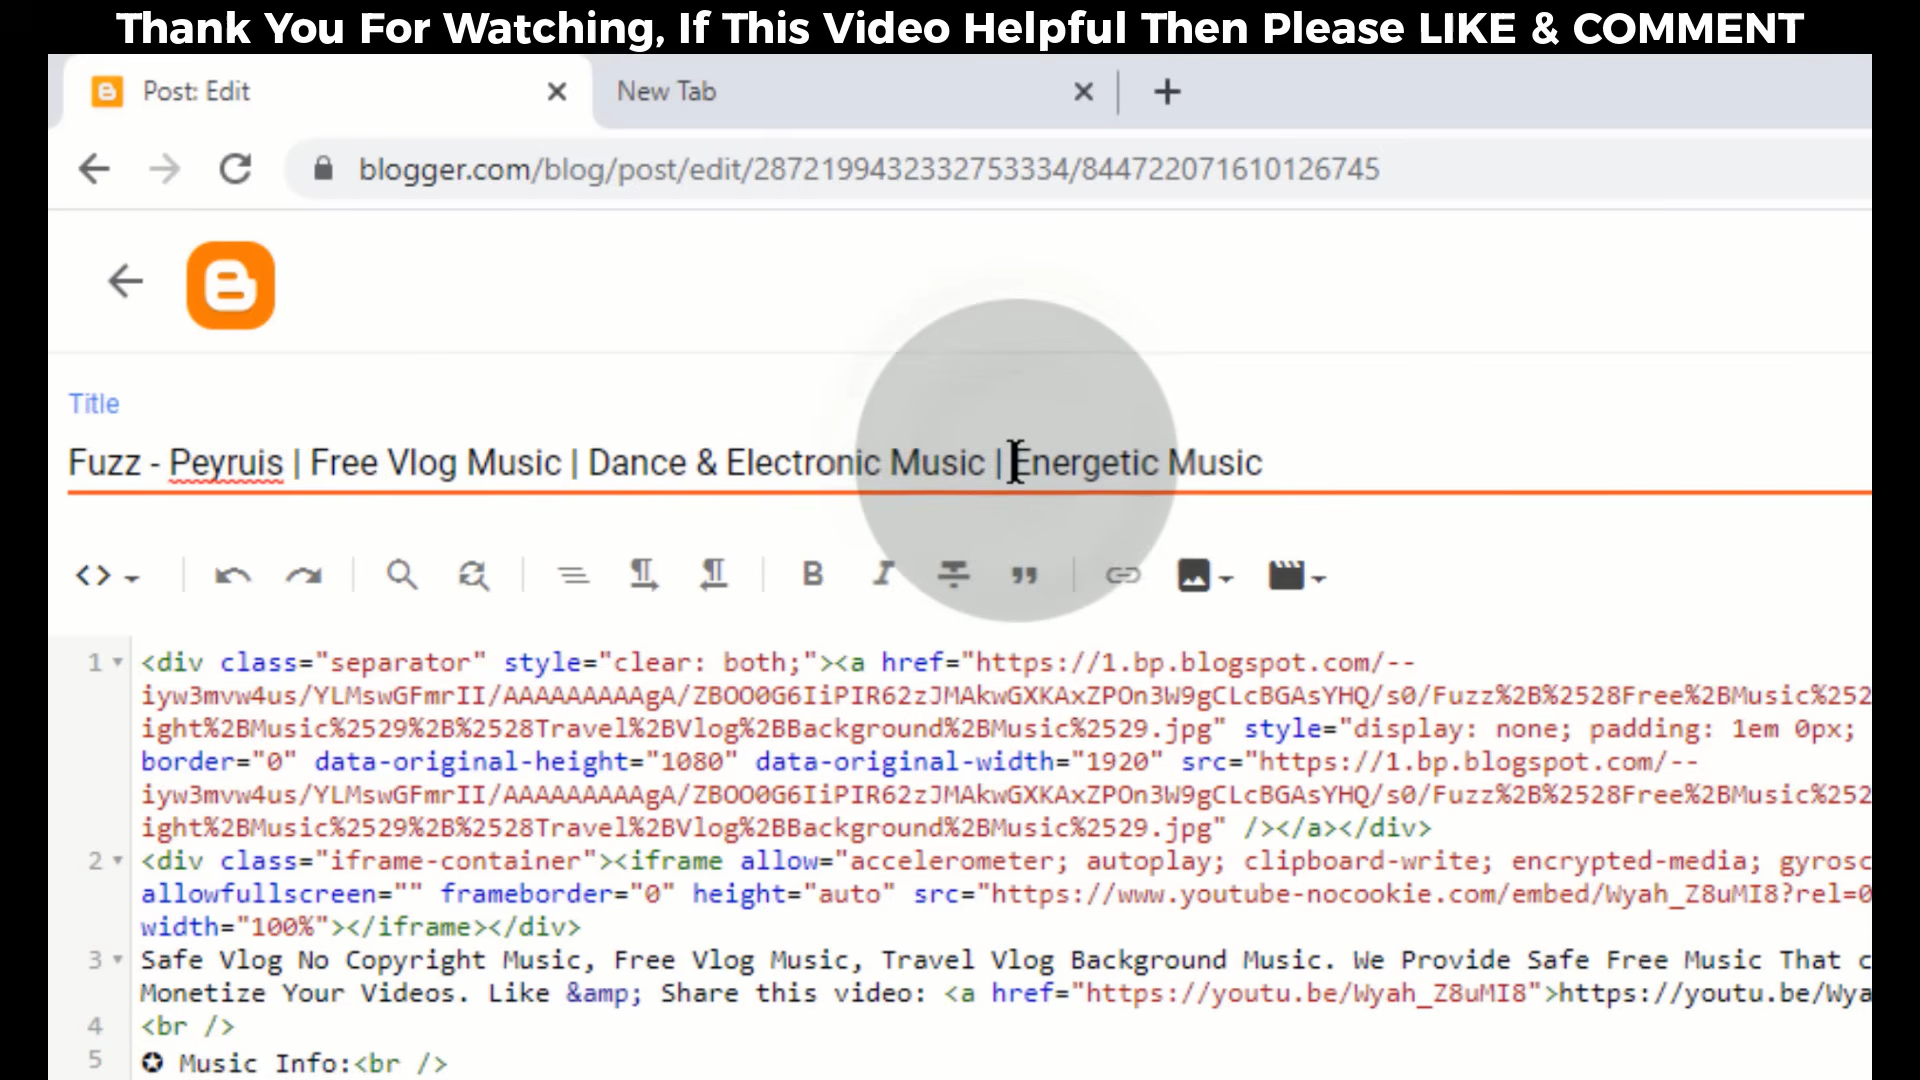 Thank You For Watching, If This Video Helpful Then Please LIKE & COMMENT
Post: Edit
New Tab
blogger.com/blog/post/edit/2872199432332753334/844722071610126745
Title
Fuzz - Peyruis | Free Vlog Music | Dance & Electronic Music | Energetic Music
1 <div class="separator" style="clear: both;"><a href="https://1.bp.blogspot.com/--
iyw3mvw4us/YLMswGFmrII/AAAAAAAAAgA/ZBOO0G6IiPIR62zJMAkwGXKAxZPOn3W9gCLcBGAsYHQ/s0/Fuzz%2B%2528Free%2BMusic%252
ight%2BMusic%2529%2B%2528Travel%2BVlog%2BBackground%2BMusic%2529.jpg" style="display: none; padding: 1em 0px;
border="0" data-original-height="1080" data-original-width="1920" src="https://1.bp.blogspot.com/--
iyw3mvw4us/YLMswGFmrII/AAAAAAAAAgA/ZBOO0G6IiPIR62zJMAkwGXKAxZPOn3W9gCLcBGAsYHQ/s0/Fuzz%2B%2528Free%2BMusic%252
ight%2BMusic%2529%2B%2528Travel%2BVlog%2BBackground%2BMusic%2529.jpg" /></a></div>
2 <div class="iframe-container"><iframe allow="accelerometer; autoplay; clipboard-write; encrypted-media; gyrosc
allowfullscreen="" frameborder="0" height="auto" src="https://www.youtube-nocookie.com/embed/Wyah_Z8uMI8?rel=0
width="100%"></iframe></div>
3 Safe Vlog No Copyright Music, Free Vlog Music, Travel Vlog Background Music. We Provide Safe Free Music That c
Monetize Your Videos. Like &amp; Share this video: <a href="https://youtu.be/Wyah_Z8uMI8">https://youtu.be/Wya
4 <br />
5 ✪ Music Info:<br />